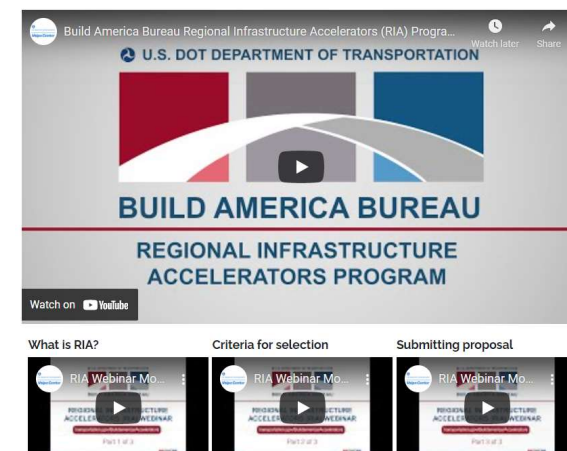 Build America Bureau Regional Infrastructure Accelerators (RIA) Progra...
Watch later
Share
U.S. DOT DEPARTMENT OF TRANSPORTATION
BUILD AMERICA BUREAU
REGIONAL INFRASTRUCTURE
ACCELERATORS PROGRAM
Watch on YouTube
What is RIA?
Criteria for selection
Submitting proposal
RIA Webinar Mo...
RIA Webinar Mo...
RIA Webinar Mo...
Part 1 of 3
Part 2 of 3
Part 3 of 3